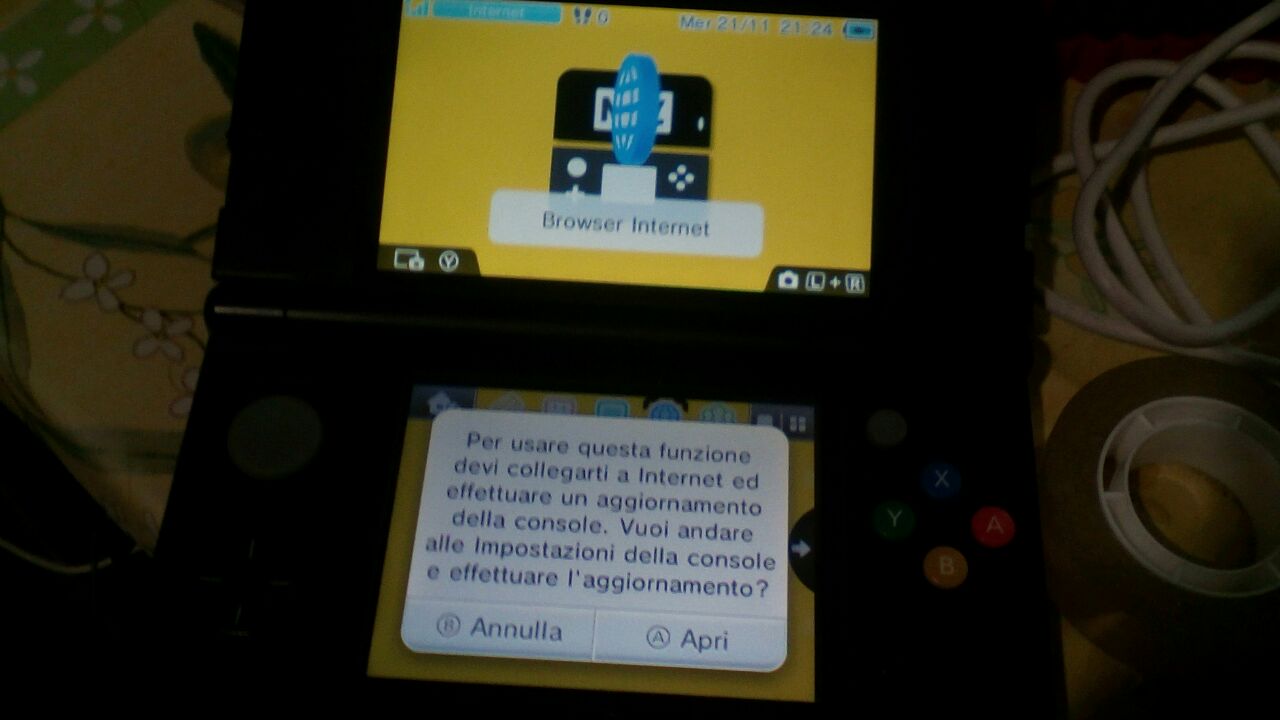 Internet
0
Mer 21/11 21:24
Browser Internet
Y
L + R
Per usare questa funzione
devi collegarti a Internet ed
effettuare un aggiornamento
della console. Vuoi andare
alle Impostazioni della console
e effettuare l'aggiornamento?
B Annulla
A Apri
X
Y
A
B